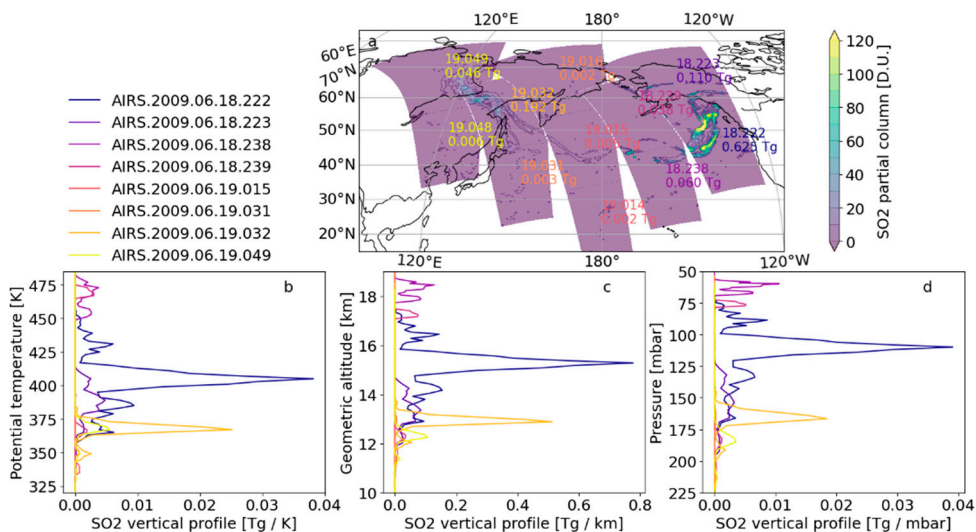 120°E 180° 120°W
60°E
70°N
60°N
50°N
40°N
30°N
20°N
120°E 180° 120°W
a
19.049
0.046 Tg
19.016
0.002 Tg
18.223
0.110 Tg
19.032
0.192 Tg
18.239
19.048
0.006 Tg
19.015
18.222
0.625 Tg
19.031
0.003 Tg
18.238
0.060 Tg
19.014
0.002 Tg
120
100
80
60
40
20
0
SO2 partial column [D.U.]
AIRS.2009.06.18.222
AIRS.2009.06.18.223
AIRS.2009.06.18.238
AIRS.2009.06.18.239
AIRS.2009.06.19.015
AIRS.2009.06.19.031
AIRS.2009.06.19.032
AIRS.2009.06.19.049
b
475
450
425
400
375
350
325
Potential temperature [K]
0.00 0.01 0.02 0.03 0.04
SO2 vertical profile [Tg / K]
c
18
16
14
12
10
Geometric altitude [km]
0.0 0.2 0.4 0.6 0.8
SO2 vertical profile [Tg / km]
d
50
75
100
125
150
175
200
225
Pressure [mbar]
0.00 0.01 0.02 0.03 0.04
SO2 vertical profile [Tg / mbar]